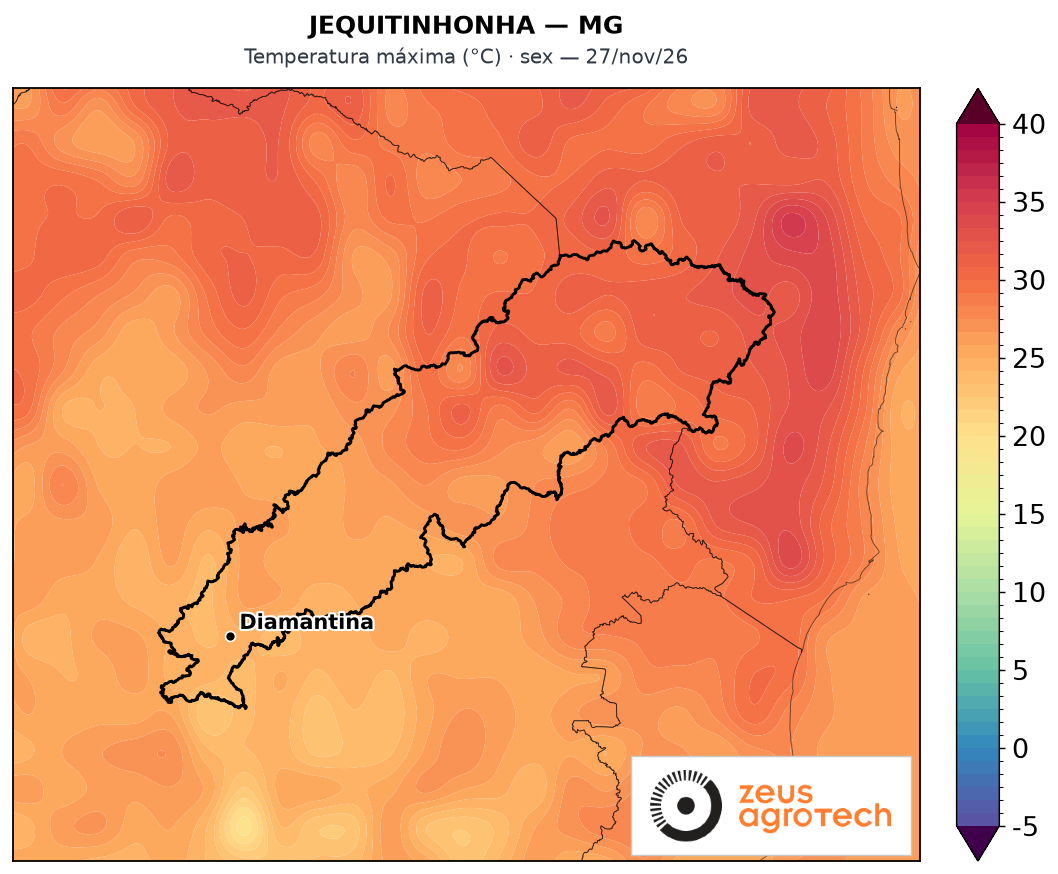 JEQUITINHONHA — MG
Temperatura máxima (°C) · sex — 27/nov/26
40
35
30
25
20
15
10
5
0
-5
Diamantina
zeus
agrotech